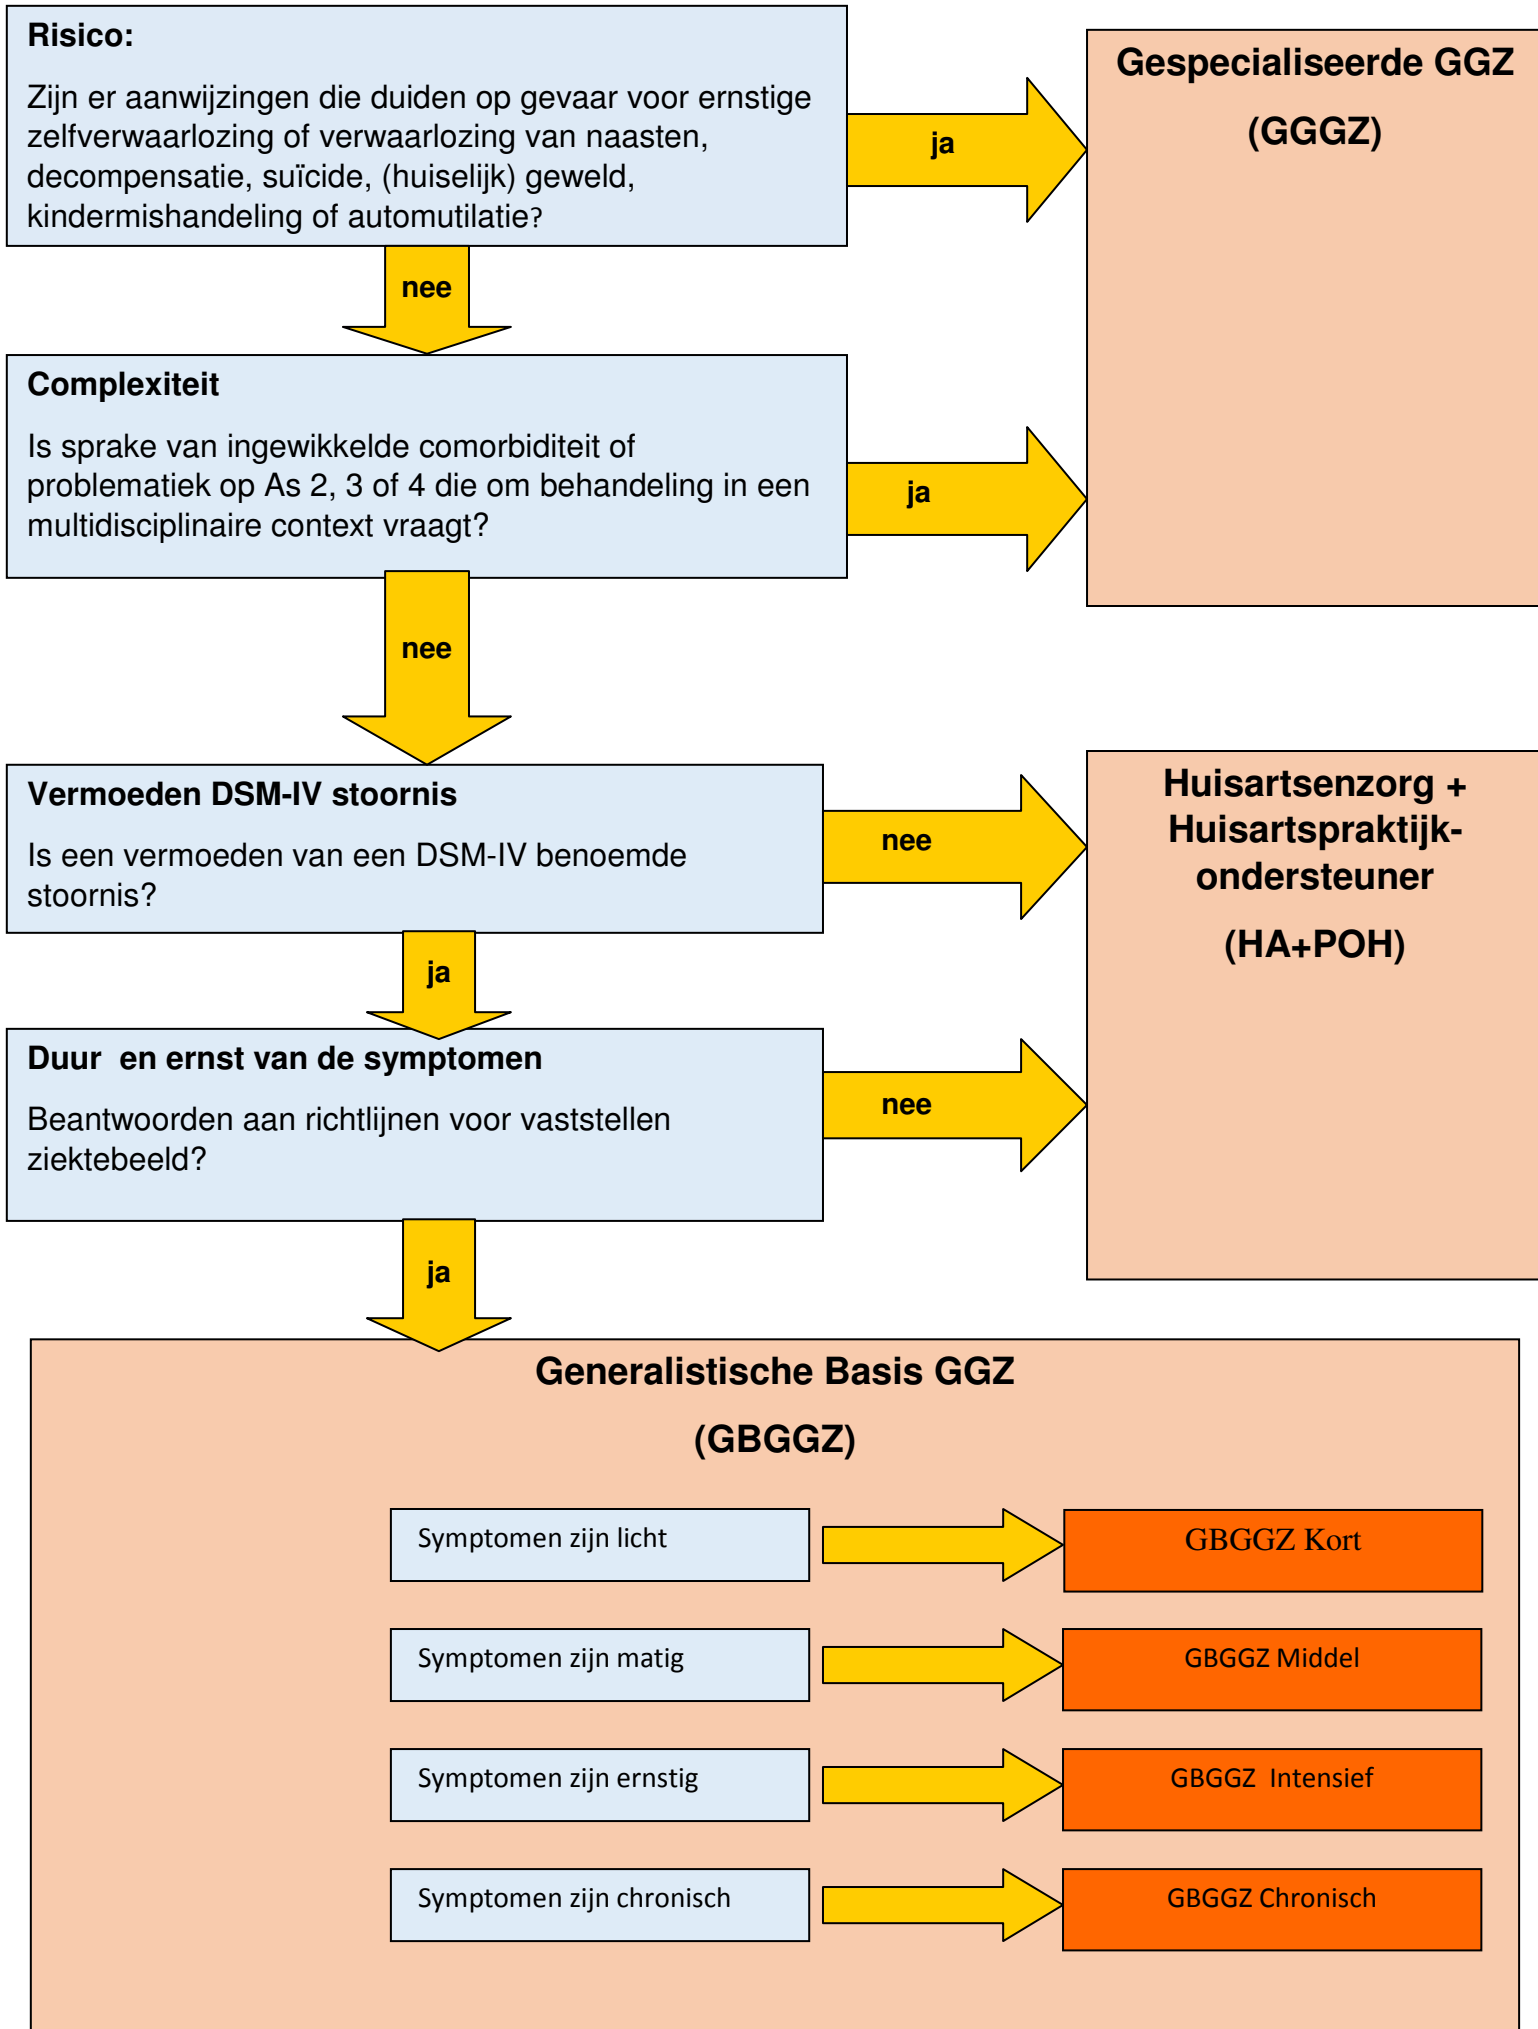 Risico:
Zijn er aanwijzingen die duiden op gevaar voor ernstige
zelfverwaarlozing of verwaarlozing van naasten,
decompensatie, suïcide, (huiselijk) geweld,
kindermishandeling of automutilatie?
ja
Gespecialiseerde GGZ
(GGGZ)
nee
Complexiteit
Is sprake van ingewikkelde comorbiditeit of
problematiek op As 2, 3 of 4 die om behandeling in een
multidisciplinaire context vraagt?
ja
nee
Vermoeden DSM-IV stoornis
Is een vermoeden van een DSM-IV benoemde
stoornis?
nee
Huisartsenzorg +
Huisartspraktijk-
ondersteuner
(HA+POH)
ja
Duur  en ernst van de symptomen
Beantwoorden aan richtlijnen voor vaststellen
ziektebeeld?
nee
ja
Generalistische Basis GGZ
(GBGGZ)
Symptomen zijn licht
GBGGZ Kort
Symptomen zijn matig
GBGGZ Middel
Symptomen zijn ernstig
GBGGZ  Intensief
Symptomen zijn chronisch
GBGGZ Chronisch